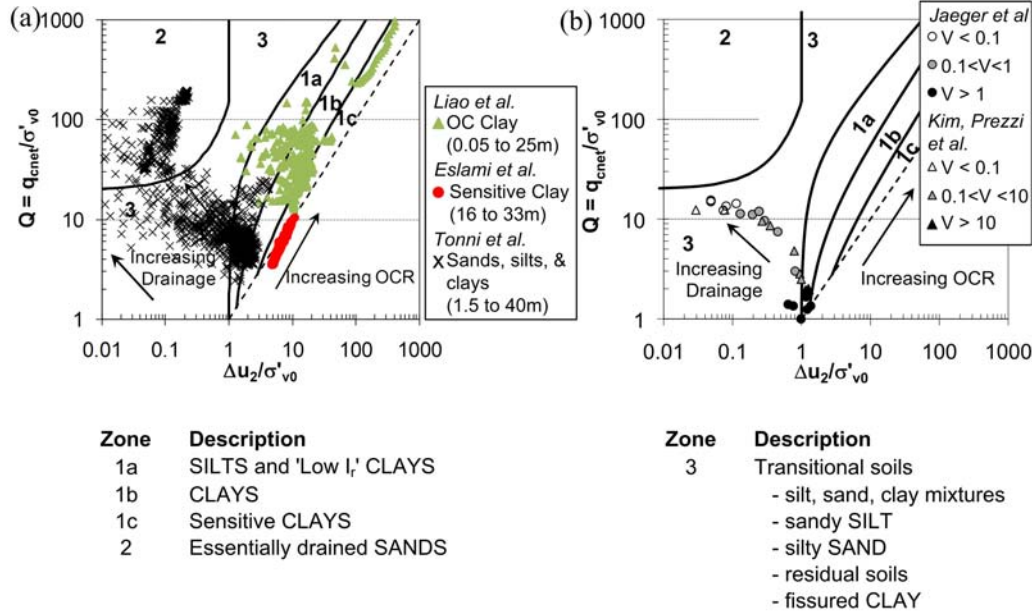 (a)
Q = qcnet/σ'v0
1000
100
10
1
2
3
1a
1b
1c
3
Increasing
Drainage
Increasing OCR
0.01
0.1
1
10
100
1000
Δu2/σ'v0
Liao et al.
OC Clay
(0.05 to 25m)
Eslami et al.
Sensitive Clay
(16 to 33m)
Tonni et al.
Sands, silts, &
clays
(1.5 to 40m)
(b)
Q = qcnet/σ'v0
1000
100
10
1
2
3
1a
1b
1c
3
Increasing
Drainage
Increasing OCR
0.01
0.1
1
10
100
1000
Δu2/σ'v0
Jaeger et al
V < 0.1
0.1<V<1
V > 1
Kim, Prezzi
et al.
V < 0.1
0.1<V <10
V > 10
Zone Description
1a SILTS and 'Low Ir' CLAYS
1b CLAYS
1c Sensitive CLAYS
2 Essentially drained SANDS
Zone Description
3 Transitional soils
- silt, sand, clay mixtures
- sandy SILT
- silty SAND
- residual soils
- fissured CLAY